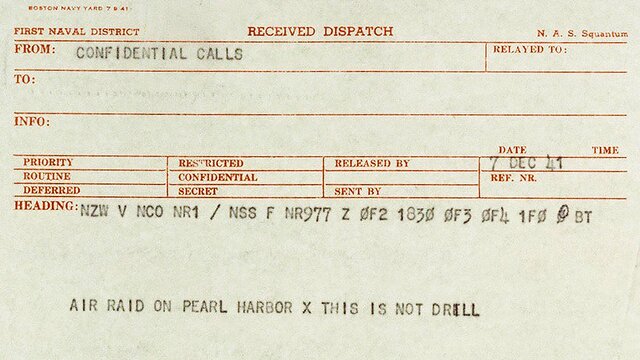 BOSTON NAVY YARD 7 9 41
FIRST NAVAL DISTRICT RECEIVED DISPATCH N. A. S. Squantum
FROM: CONFIDENTIAL CALLS RELAYED TO:
TO:
INFO:
DATE TIME
PRIORITY RESTRICTED RELEASED BY 7 DEC 41
ROUTINE CONFIDENTIAL REF. NR.
DEFERRED SECRET SENT BY
HEADING: NZW V NCO NR1 / NSS F NR977 Z ØF2 183Ø ØF3 ØF4 1FØ Ø BT
AIR RAID ON PEARL HARBOR X THIS IS NOT DRILL